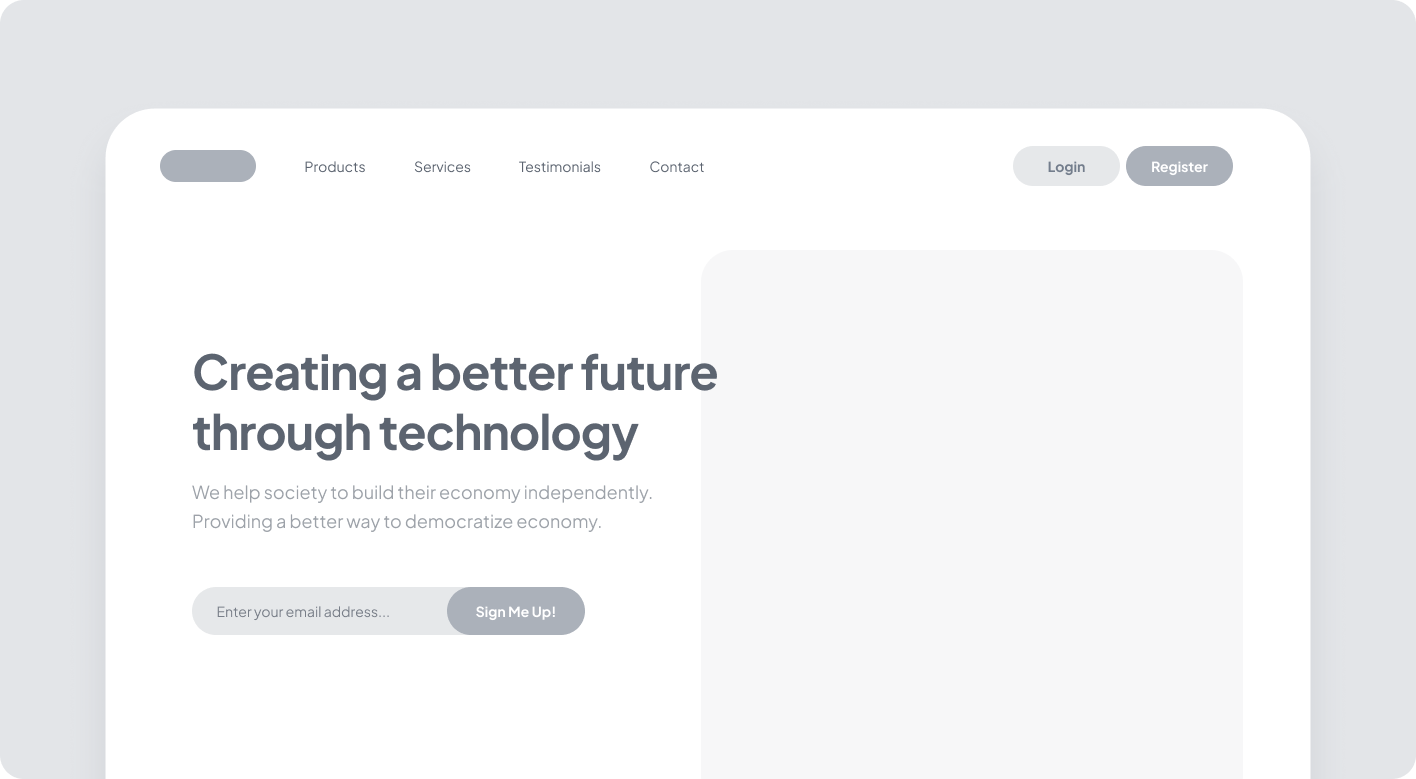 Products Services Testimonials Contact Login Register
Creating a better future
through technology
We help society to build their economy independently.
Providing a better way to democratize economy.
Enter your email address... Sign Me Up!